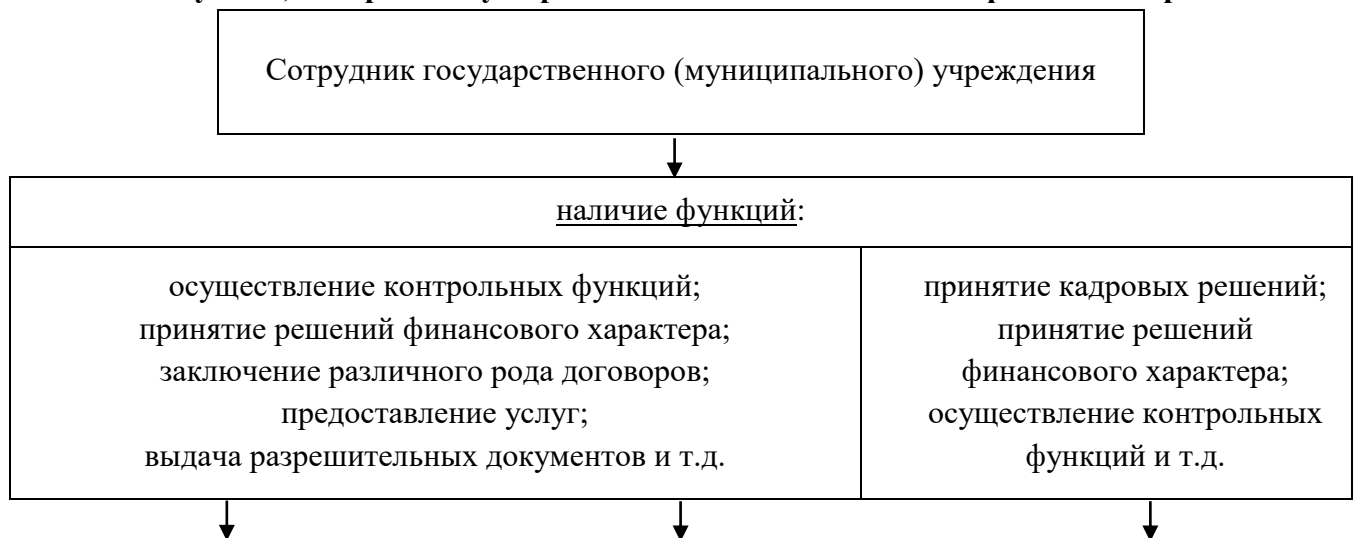 Сотрудник государственного (муниципального) учреждения
наличие функций:
осуществление контрольных функций;
принятие решений финансового характера;
заключение различного рода договоров;
предоставление услуг;
выдача разрешительных документов и т.д.
принятие кадровых решений;
принятие решений
финансового характера;
осуществление контрольных
функций и т.д.